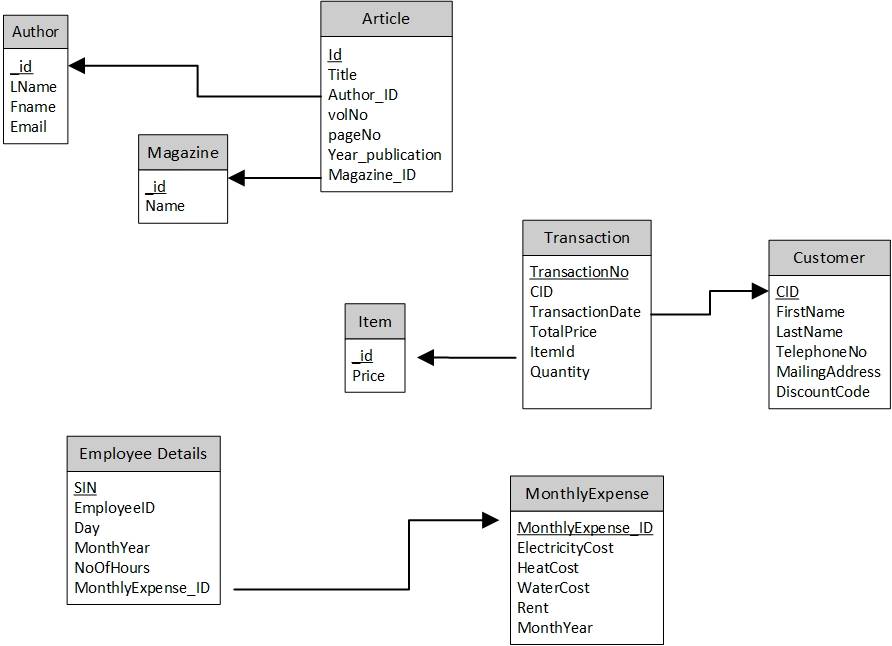 Author
_id
LName
Fname
Email
Article
Id
Title
Author_ID
volNo
pageNo
Year_publication
Magazine_ID
Magazine
_id
Name
Transaction
TransactionNo
CID
TransactionDate
TotalPrice
ItemId
Quantity
Customer
CID
FirstName
LastName
TelephoneNo
MailingAddress
DiscountCode
Item
_id
Price
Employee Details
SIN
EmployeeID
Day
MonthYear
NoOfHours
MonthlyExpense_ID
MonthlyExpense
MonthlyExpense_ID
ElectricityCost
HeatCost
WaterCost
Rent
MonthYear